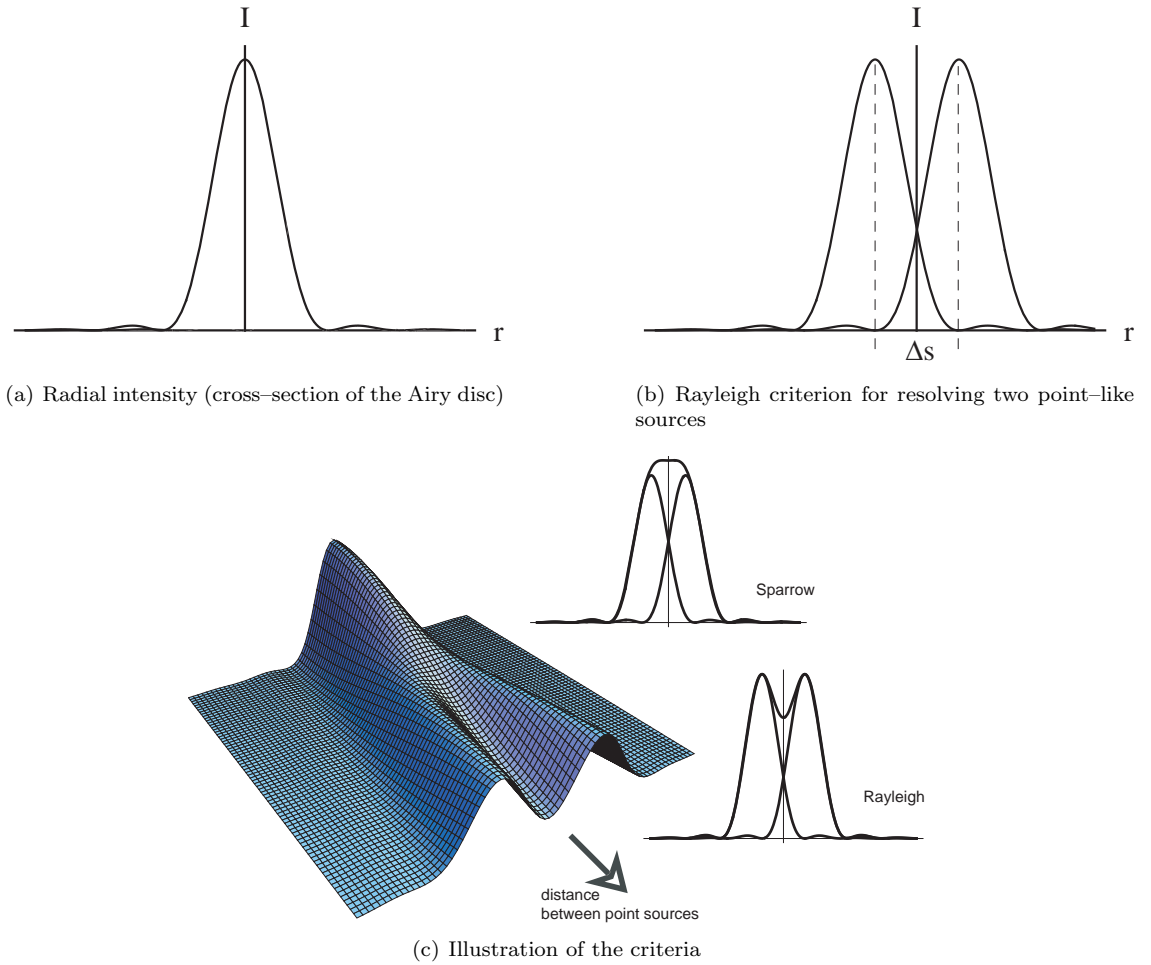 I
r
(a) Radial intensity (cross–section of the Airy disc)
I
r
Δs
(b) Rayleigh criterion for resolving two point–like
sources
Sparrow
Rayleigh
distance
between point sources
(c) Illustration of the criteria